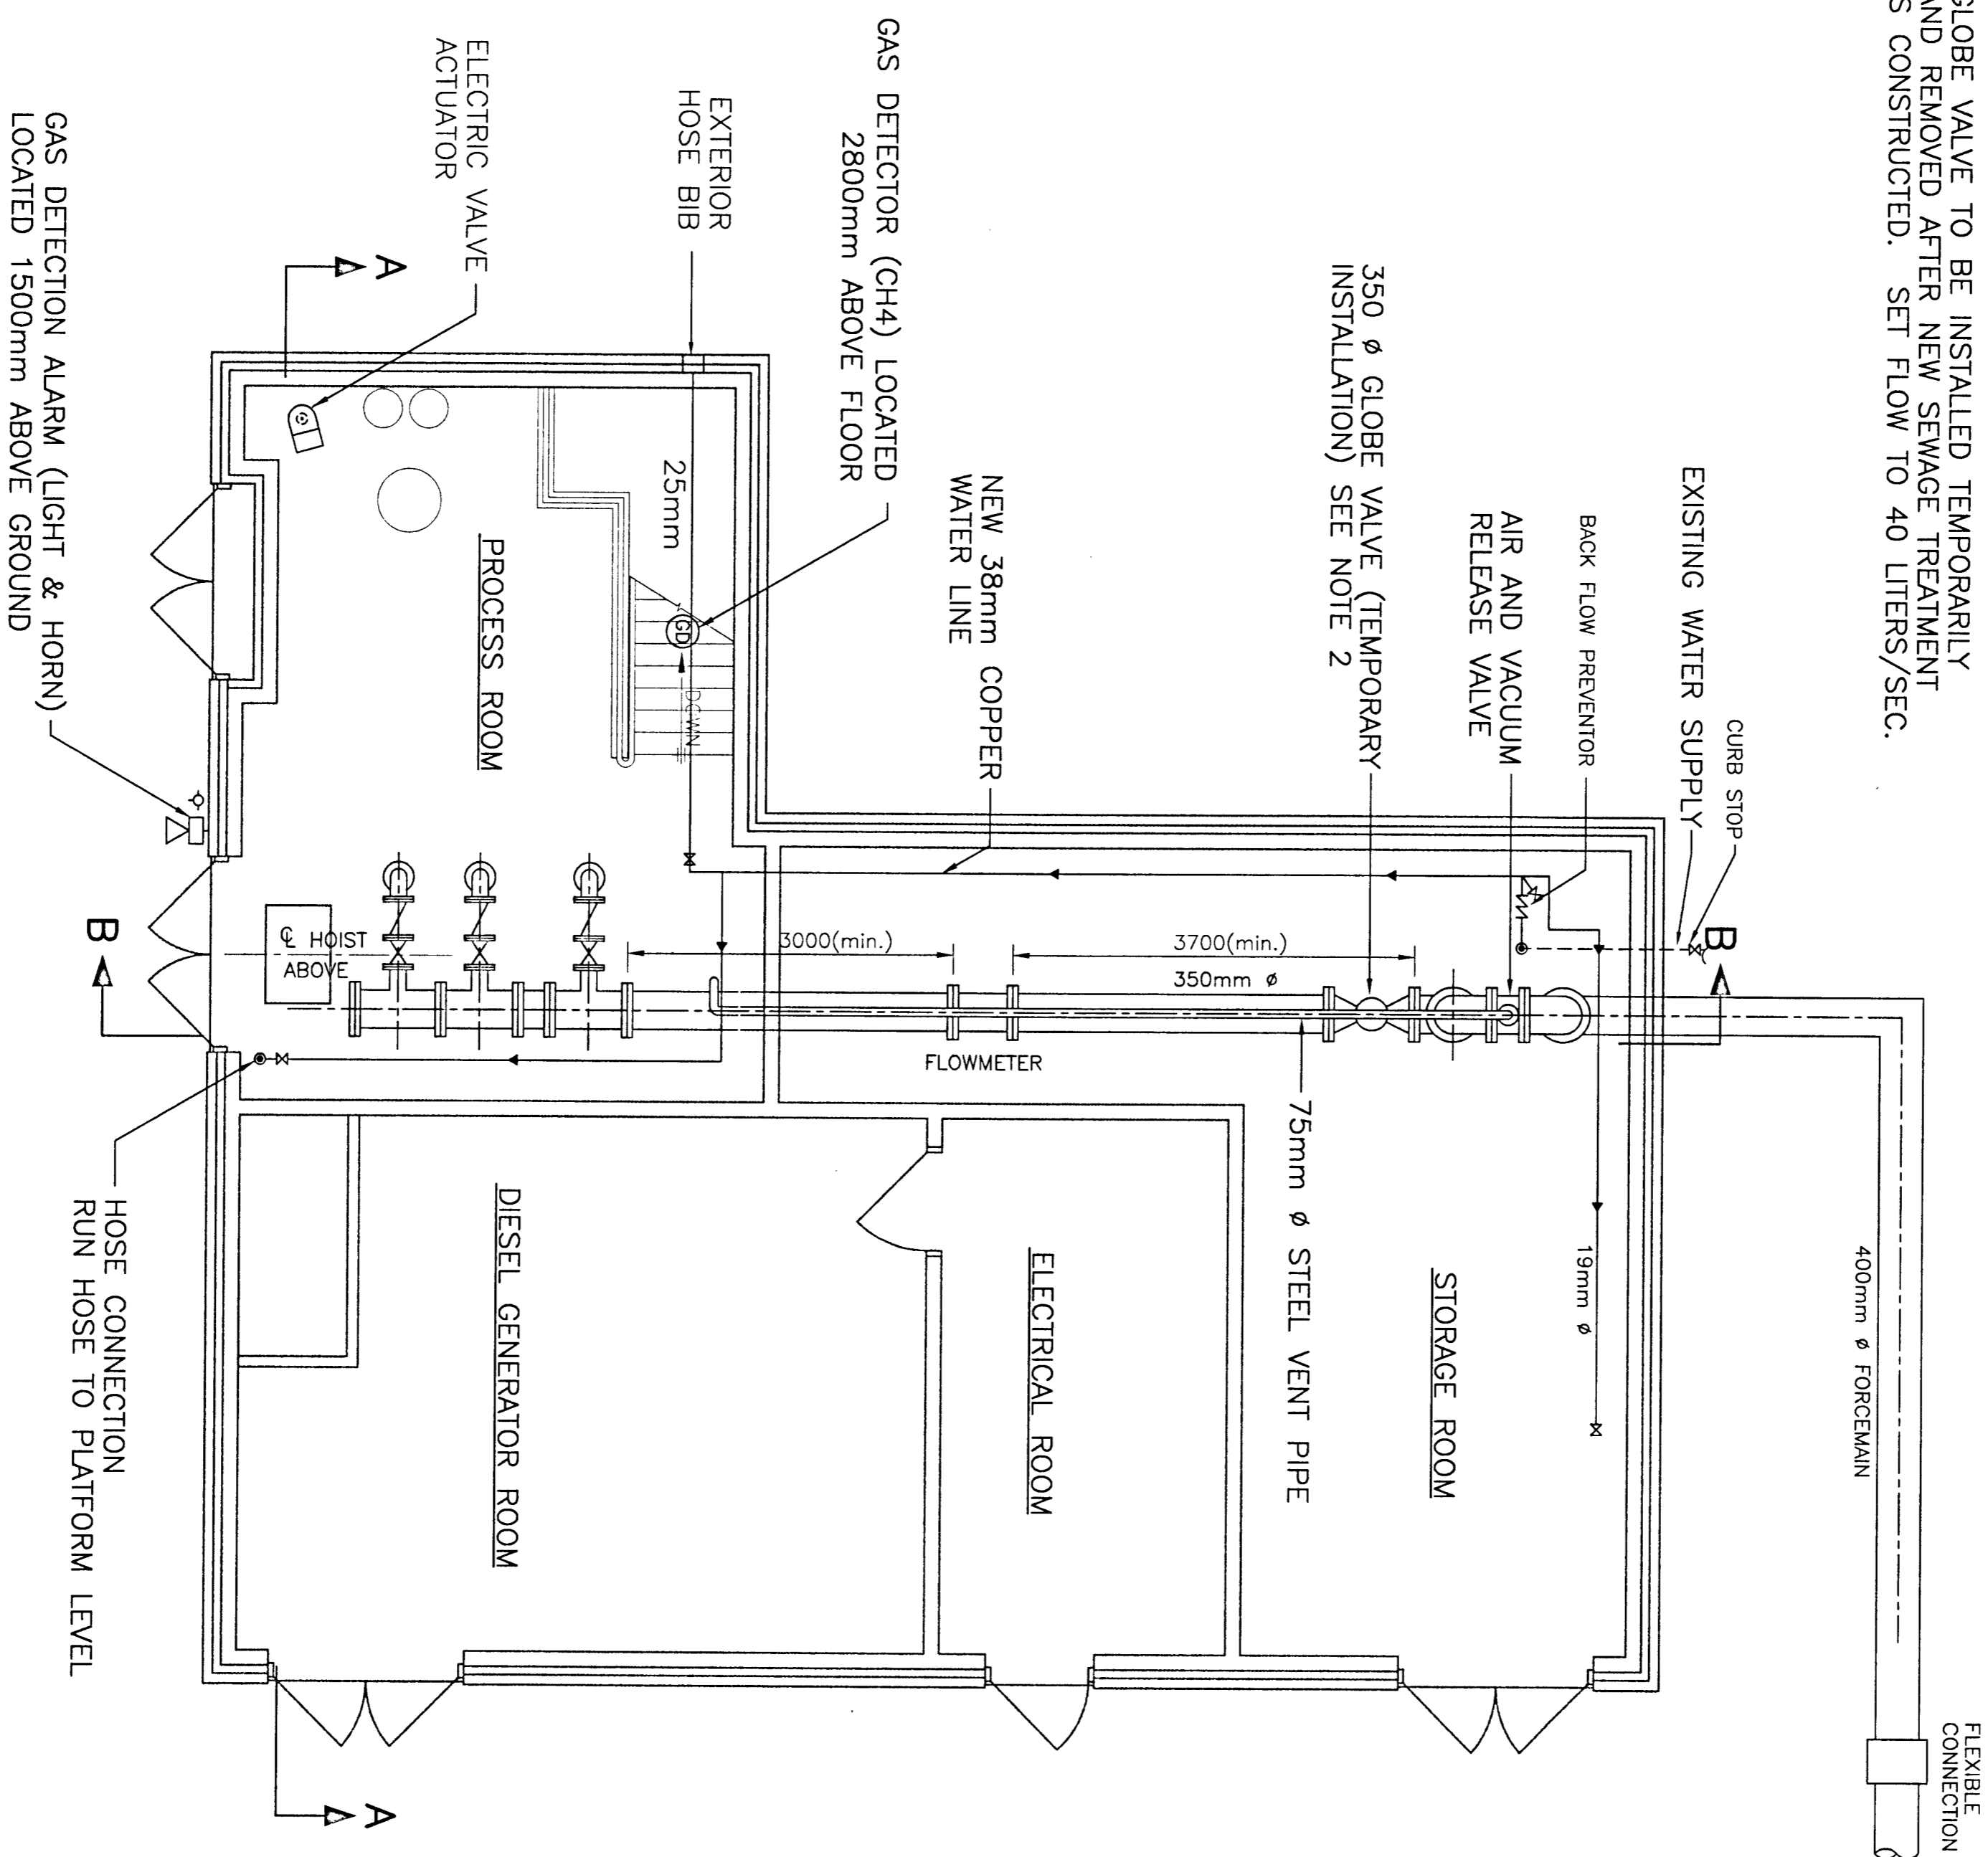 GLOBE VALVE TO BE INSTALLED TEMPORARILY
AND REMOVED AFTER NEW SEWAGE TREATMENT
S CONSTRUCTED. SET FLOW TO 40 LITERS/SEC.
CURB STOP
EXISTING WATER SUPPLY
BACK FLOW PREVENTOR
AIR AND VACUUM
RELEASE VALVE
350 ø GLOBE VALVE (TEMPORARY
INSTALLATION) SEE NOTE 2
NEW 38mm COPPER
WATER LINE
GAS DETECTOR (CH4) LOCATED
2800mm ABOVE FLOOR
EXTERIOR
HOSE BIB
ELECTRIC VALVE
ACTUATOR
GAS DETECTION ALARM (LIGHT & HORN)
LOCATED 1500mm ABOVE GROUND
A
B
25mm
GD
DOWN
PROCESS ROOM
℄ HOIST
ABOVE
3000(min.)
3700(min.)
350mm ø
FLOWMETER
B
400mm ø FORCEMAIN
FLEXIBLE
CONNECTION
19mm ø
STORAGE ROOM
75mm ø STEEL VENT PIPE
ELECTRICAL ROOM
DIESEL GENERATOR ROOM
HOSE CONNECTION
RUN HOSE TO PLATFORM LEVEL
A